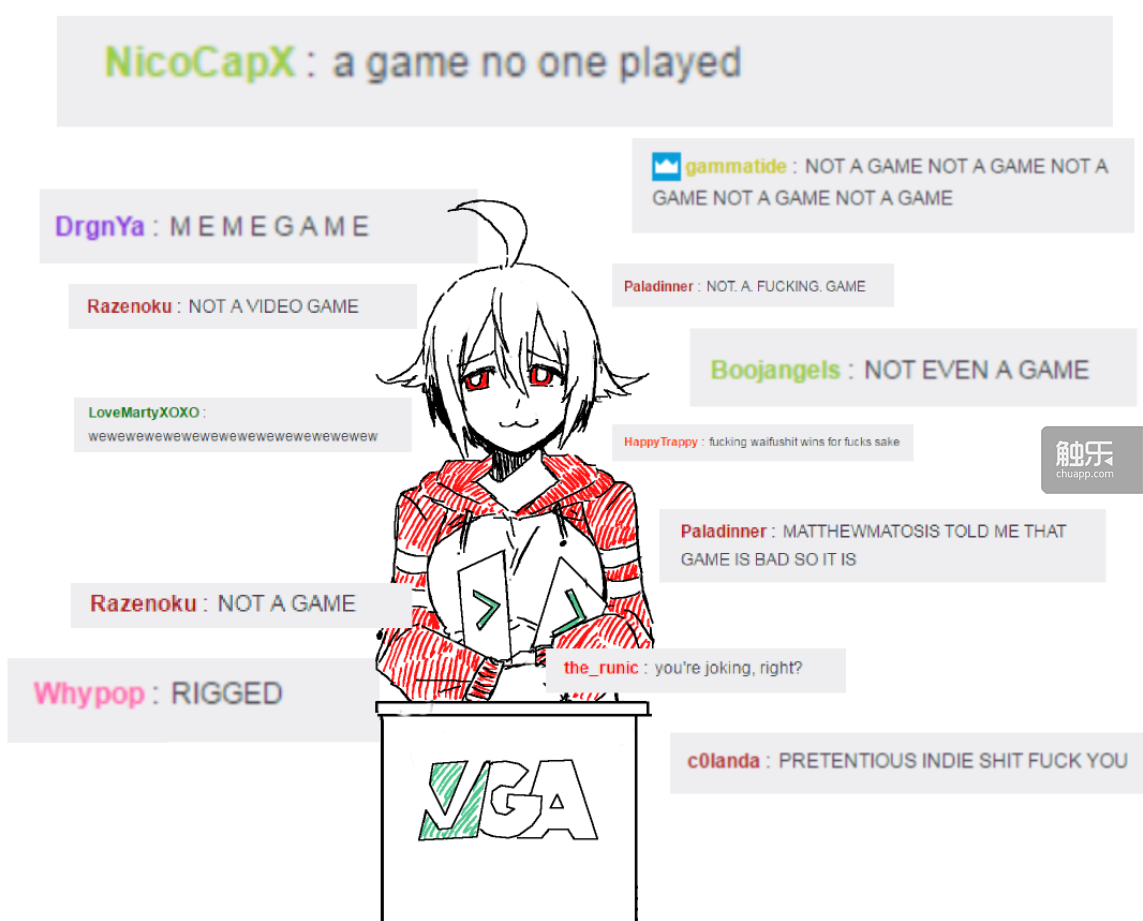 NicoCapX : a game no one played
gammatide : NOT A GAME NOT A GAME NOT A
GAME NOT A GAME NOT A GAME
DrgnYa : M E M E G A M E
Paladinner : NOT. A. FUCKING. GAME
Razenoku : NOT A VIDEO GAME
Boojangels : NOT EVEN A GAME
LoveMartyXOXO :
wewewewewewewewewewewewewewewew
HappyTrappy : fucking waifushit wins for fucks sake
触乐
chuapp.com
Paladinner : MATTHEWMATOSIS TOLD ME THAT
GAME IS BAD SO IT IS
Razenoku : NOT A GAME
the_runic : you're joking, right?
Whypop : RIGGED
c0landa : PRETENTIOUS INDIE SHIT FUCK YOU
VGA